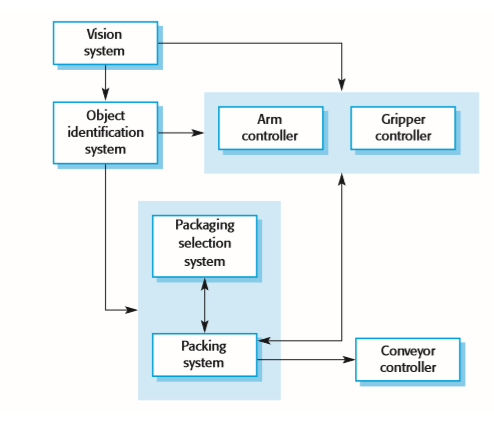 Vision
system
Object
identification
system
Arm
controller
Gripper
controller
Packaging
selection
system
Packing
system
Conveyor
controller